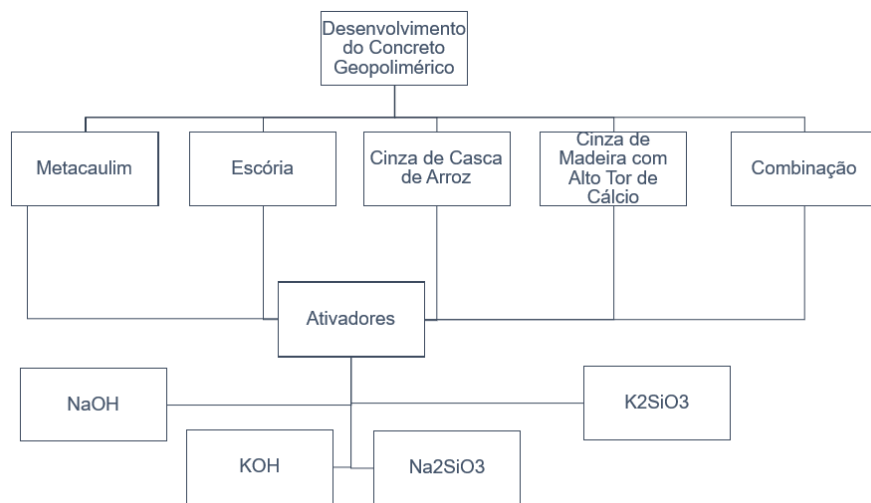 Desenvolvimento
do Concreto
Geopolimérico
Metacaulim
Escória
Cinza de Casca
de Arroz
Cinza de
Madeira com
Alto Tor de
Cálcio
Combinação
Ativadores
NaOH
K2SiO3
KOH
Na2SiO3